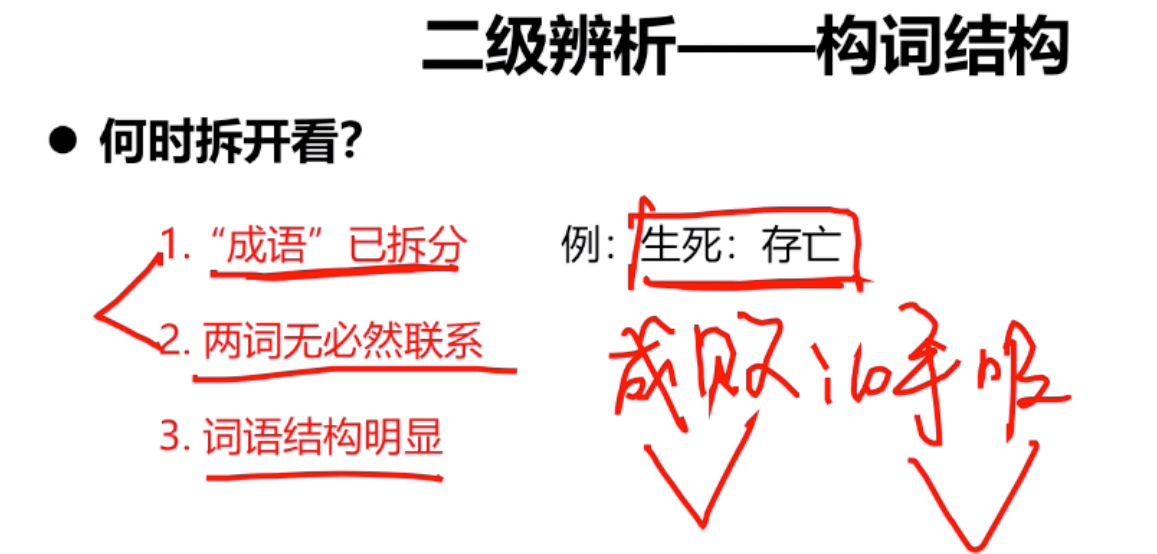 二级辨析——构词结构
● 何时拆开看？
1. “成语”已拆分
例：生死：存亡
2. 两词无必然联系
成败：
3. 词语结构明显